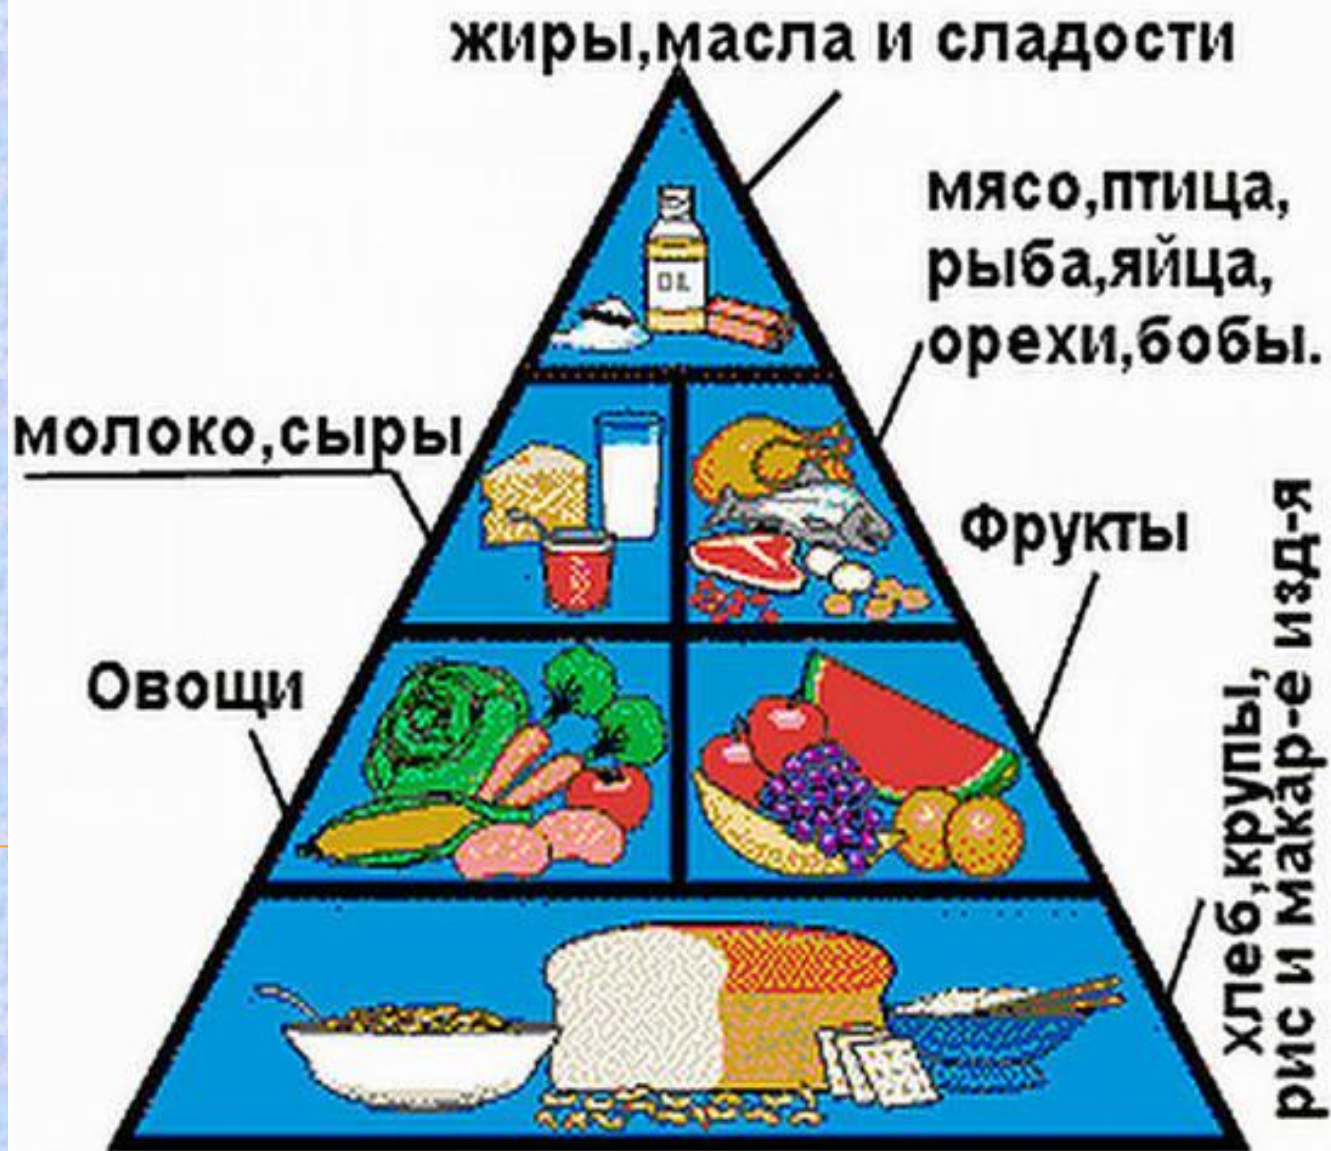 жиры,масла и сладости
мясо,птица,
рыба,яйца,
орехи,бобы.
молоко,сыры
Фрукты
Овощи
хлеб,крупы,
рис и макар-е изд-я
OIL